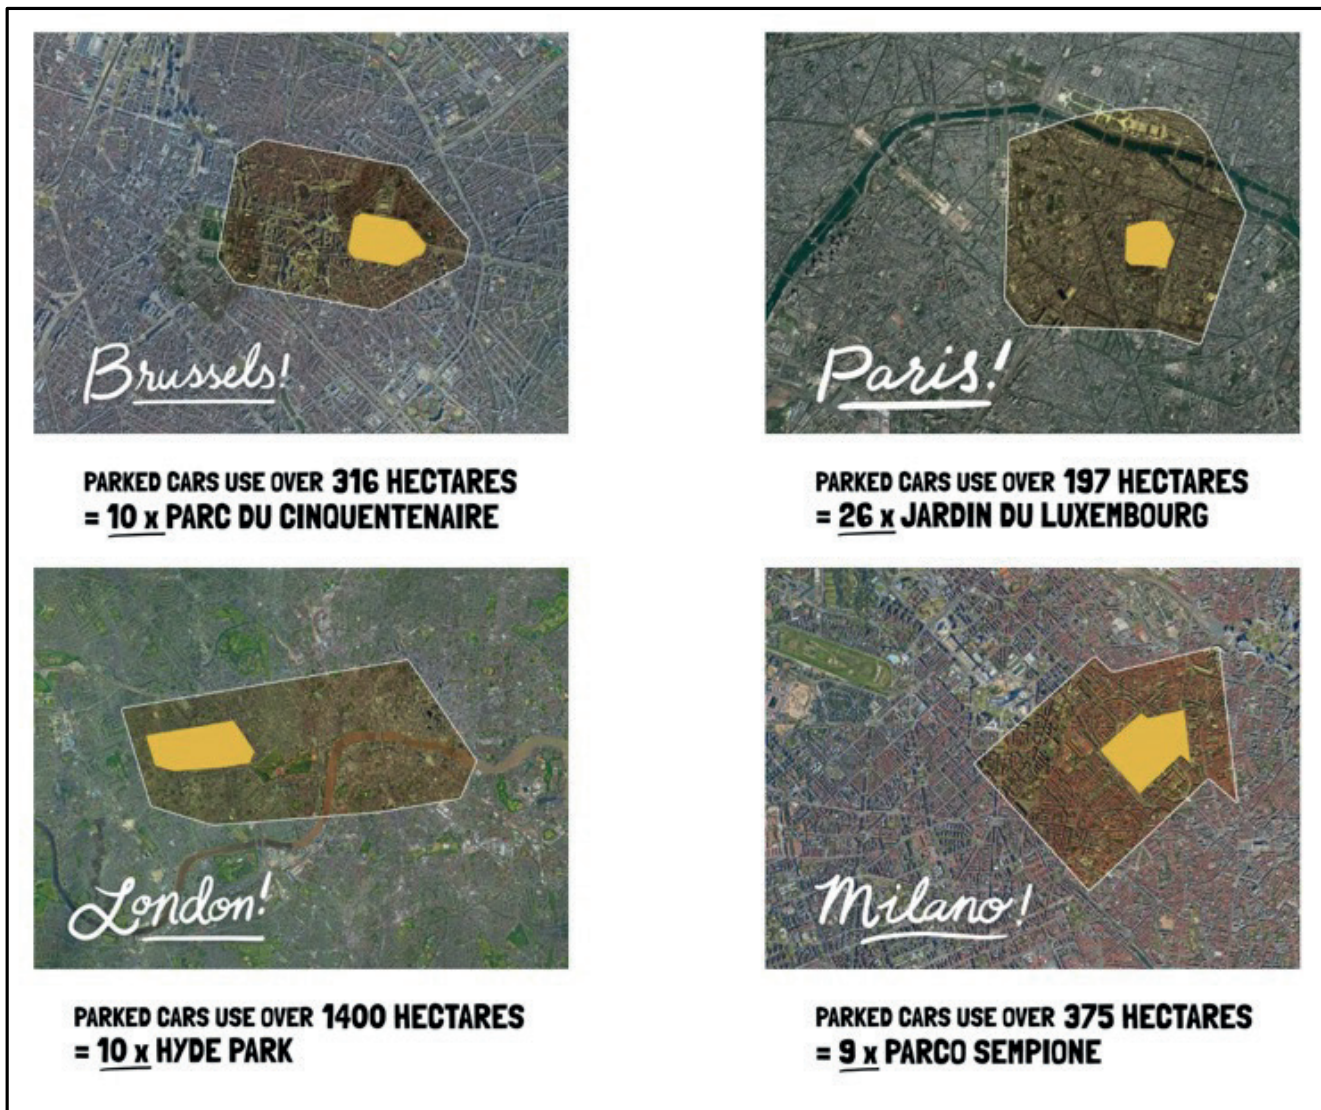 Brussels!
PARKED CARS USE OVER 316 HECTARES
= 10 x PARC DU CINQUENTENAIRE
Paris!
PARKED CARS USE OVER 197 HECTARES
= 26 x JARDIN DU LUXEMBOURG
London!
PARKED CARS USE OVER 1400 HECTARES
= 10 x HYDE PARK
Milano!
PARKED CARS USE OVER 375 HECTARES
= 9 x PARCO SEMPIONE